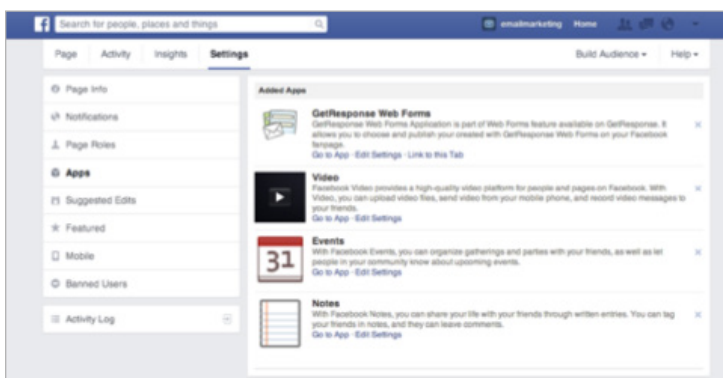 f Search for people, places and things emailmarketing Home
Page Activity Insights Settings Build Audience Help
Page Info
Notifications
Page Roles
Apps
Suggested Edits
Featured
Mobile
Banned Users
Activity Log
Added Apps
GetResponse Web Forms
GetResponse Web Forms Application is part of Web Forms feature available on GetResponse. It
allows you to choose and publish your created with GetResponse Web Forms on your Facebook
fanpage.
Go to App · Edit Settings · Link to this Tab
Video
Facebook Video provides a high-quality video platform for people and pages on Facebook. With
Video, you can upload video files, send video from your mobile phone, and record video messages to
your friends.
Go to App · Edit Settings
31
Events
With Facebook Events, you can organize gatherings and parties with your friends, as well as let
people in your community know about upcoming events.
Go to App · Edit Settings
Notes
With Facebook Notes, you can share your life with your friends through written entries. You can tag
your friends in notes, and they can leave comments.
Go to App · Edit Settings